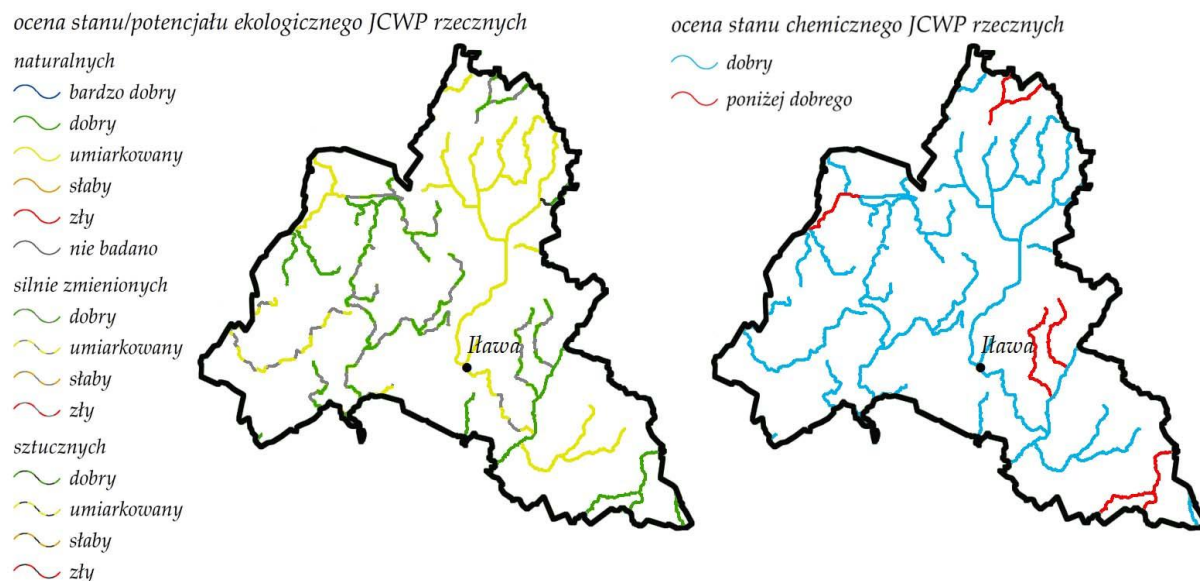 ocena stanu/potencjału ekologicznego JCWP rzecznych
naturalnych
bardzo dobry
dobry
umiarkowany
słaby
zły
nie badano
silnie zmienionych
dobry
umiarkowany
słaby
zły
sztucznych
dobry
umiarkowany
słaby
zły
Iława
ocena stanu chemicznego JCWP rzecznych
dobry
poniżej dobrego
Iława